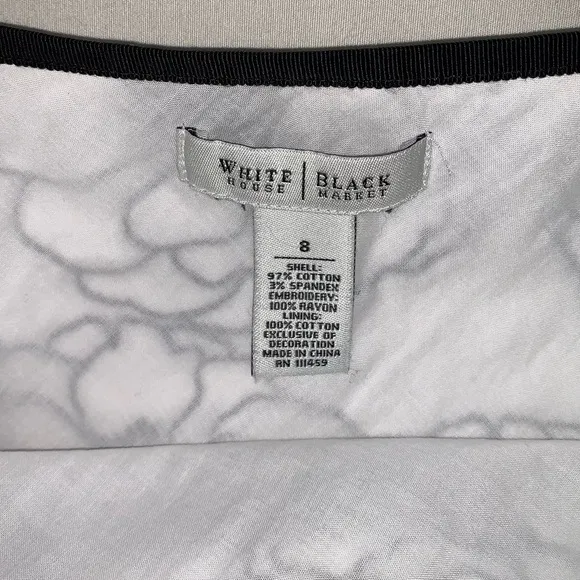 WHITE | BLACK
HOUSE | MARKET
8
SHELL:
97% COTTON
3% SPANDEX
EMBROIDERY:
100% RAYON
LINING:
100% COTTON
EXCLUSIVE OF
DECORATION
MADE IN CHINA
RN 111459